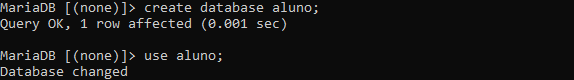 MariaDB [(none)]> create database aluno;
Query OK, 1 row affected (0.001 sec)
MariaDB [(none)]> use aluno;
Database changed